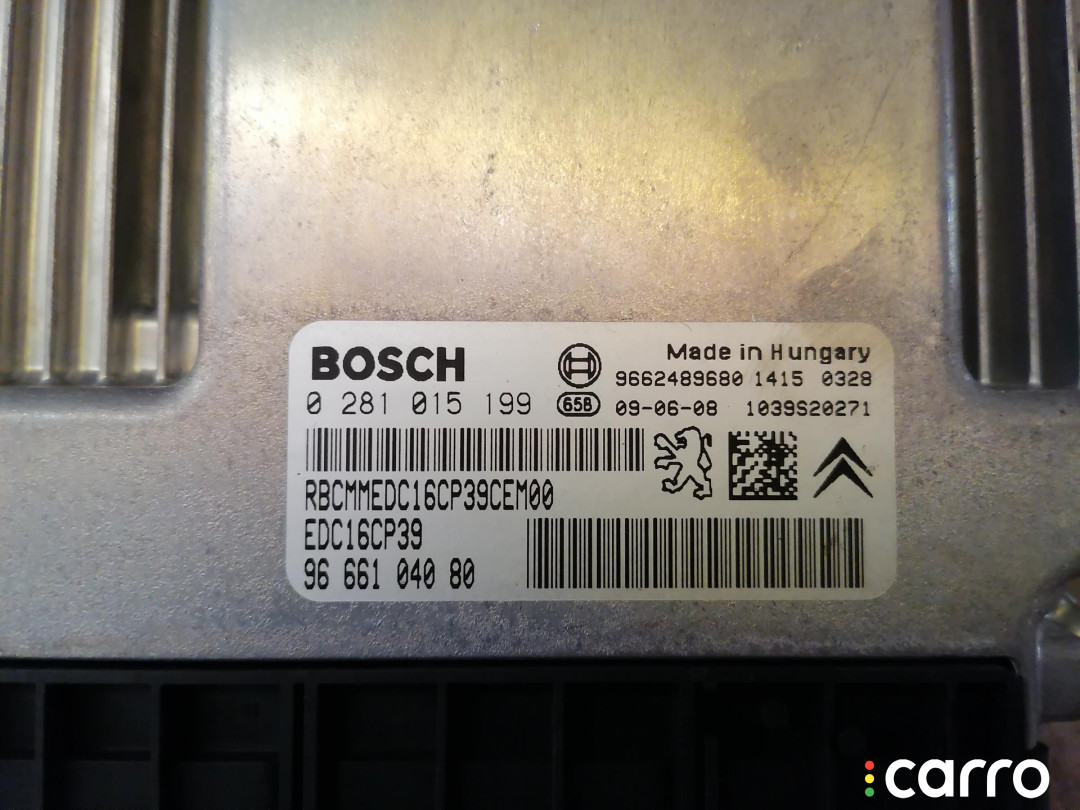 BOSCH
Made in Hungary
9662489680 1415 0328
0 281 015 199
65B
09-06-08 1039S20271
RBCMMEDC16CP39CEM00
EDC16CP39
96 661 040 80
carro